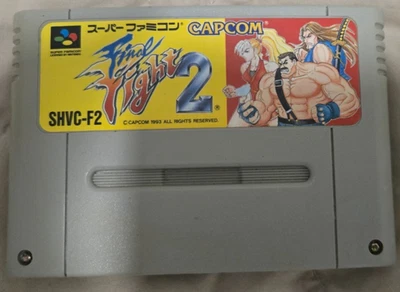 スーパーファミコン CAPCOM
Final
Fight 2
SHVC-F2
© CAPCOM 1993 ALL RIGHTS RESERVED.